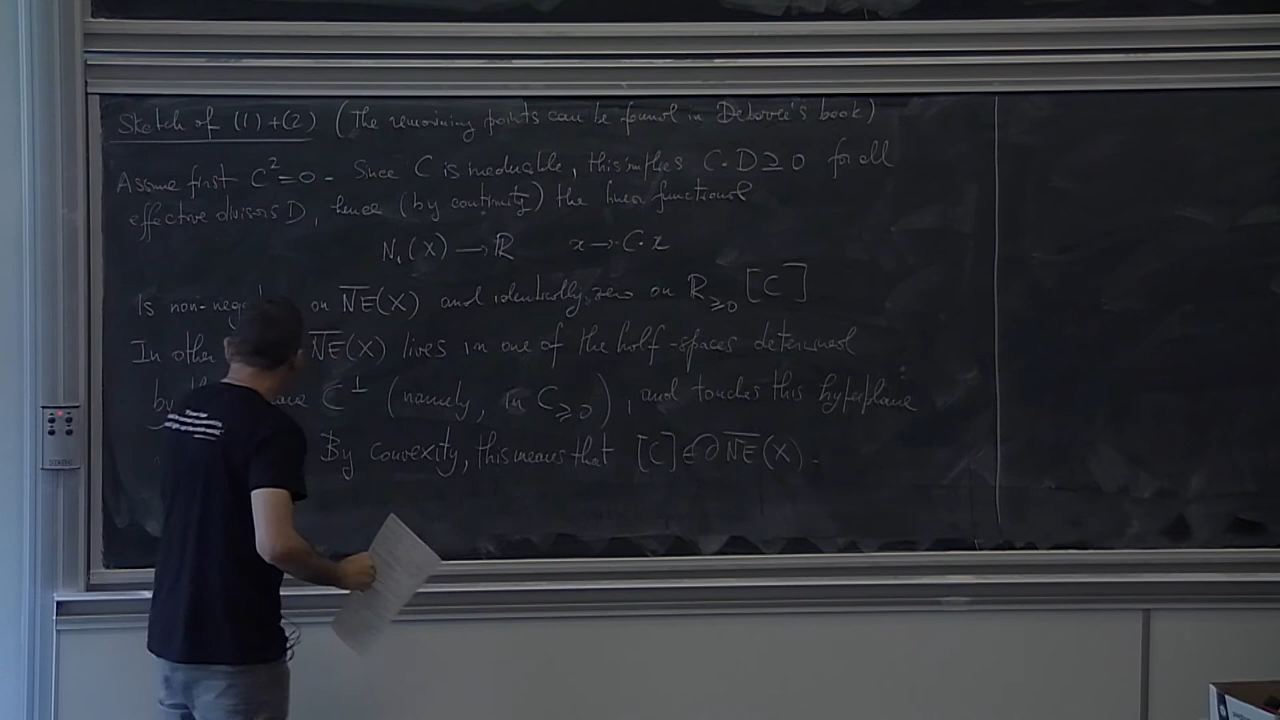 Sketch of (1)+(2) (The remaining points can be found in Debarre's book)
Assume first C²=0 - Since C is irreducible, this implies C·D ≥ 0 for all
effective divisors D, hence (by continuity) the linear functional
N₁(X) → ℝ x → C·x
Is non-neg on N̅E̅(X) and identically zero on ℝ≥0 [C]
In other N̅E̅(X) lives in one of the half-spaces determined
by C^⊥ (namely, in C≥0), and touches this hyperplane
By convexity, this means that [C] ∈ ∂N̅E̅(X).